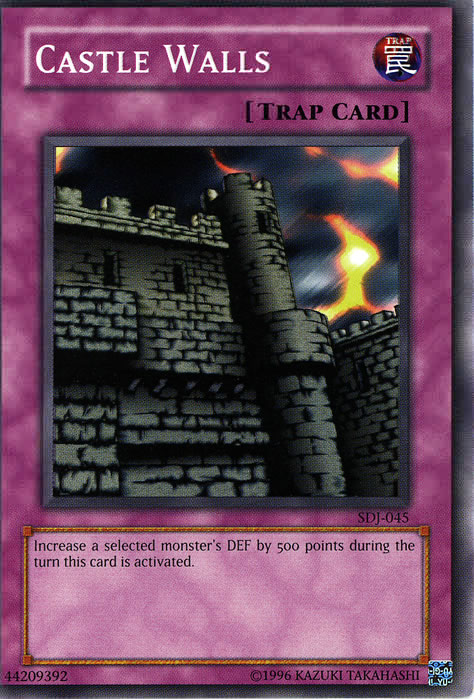 CASTLE WALLS
TRAP
罠
[TRAP CARD]
SDJ-045
Increase a selected monster's DEF by 500 points during the
turn this card is activated.
44209392
©1996 KAZUKI TAKAHASHI